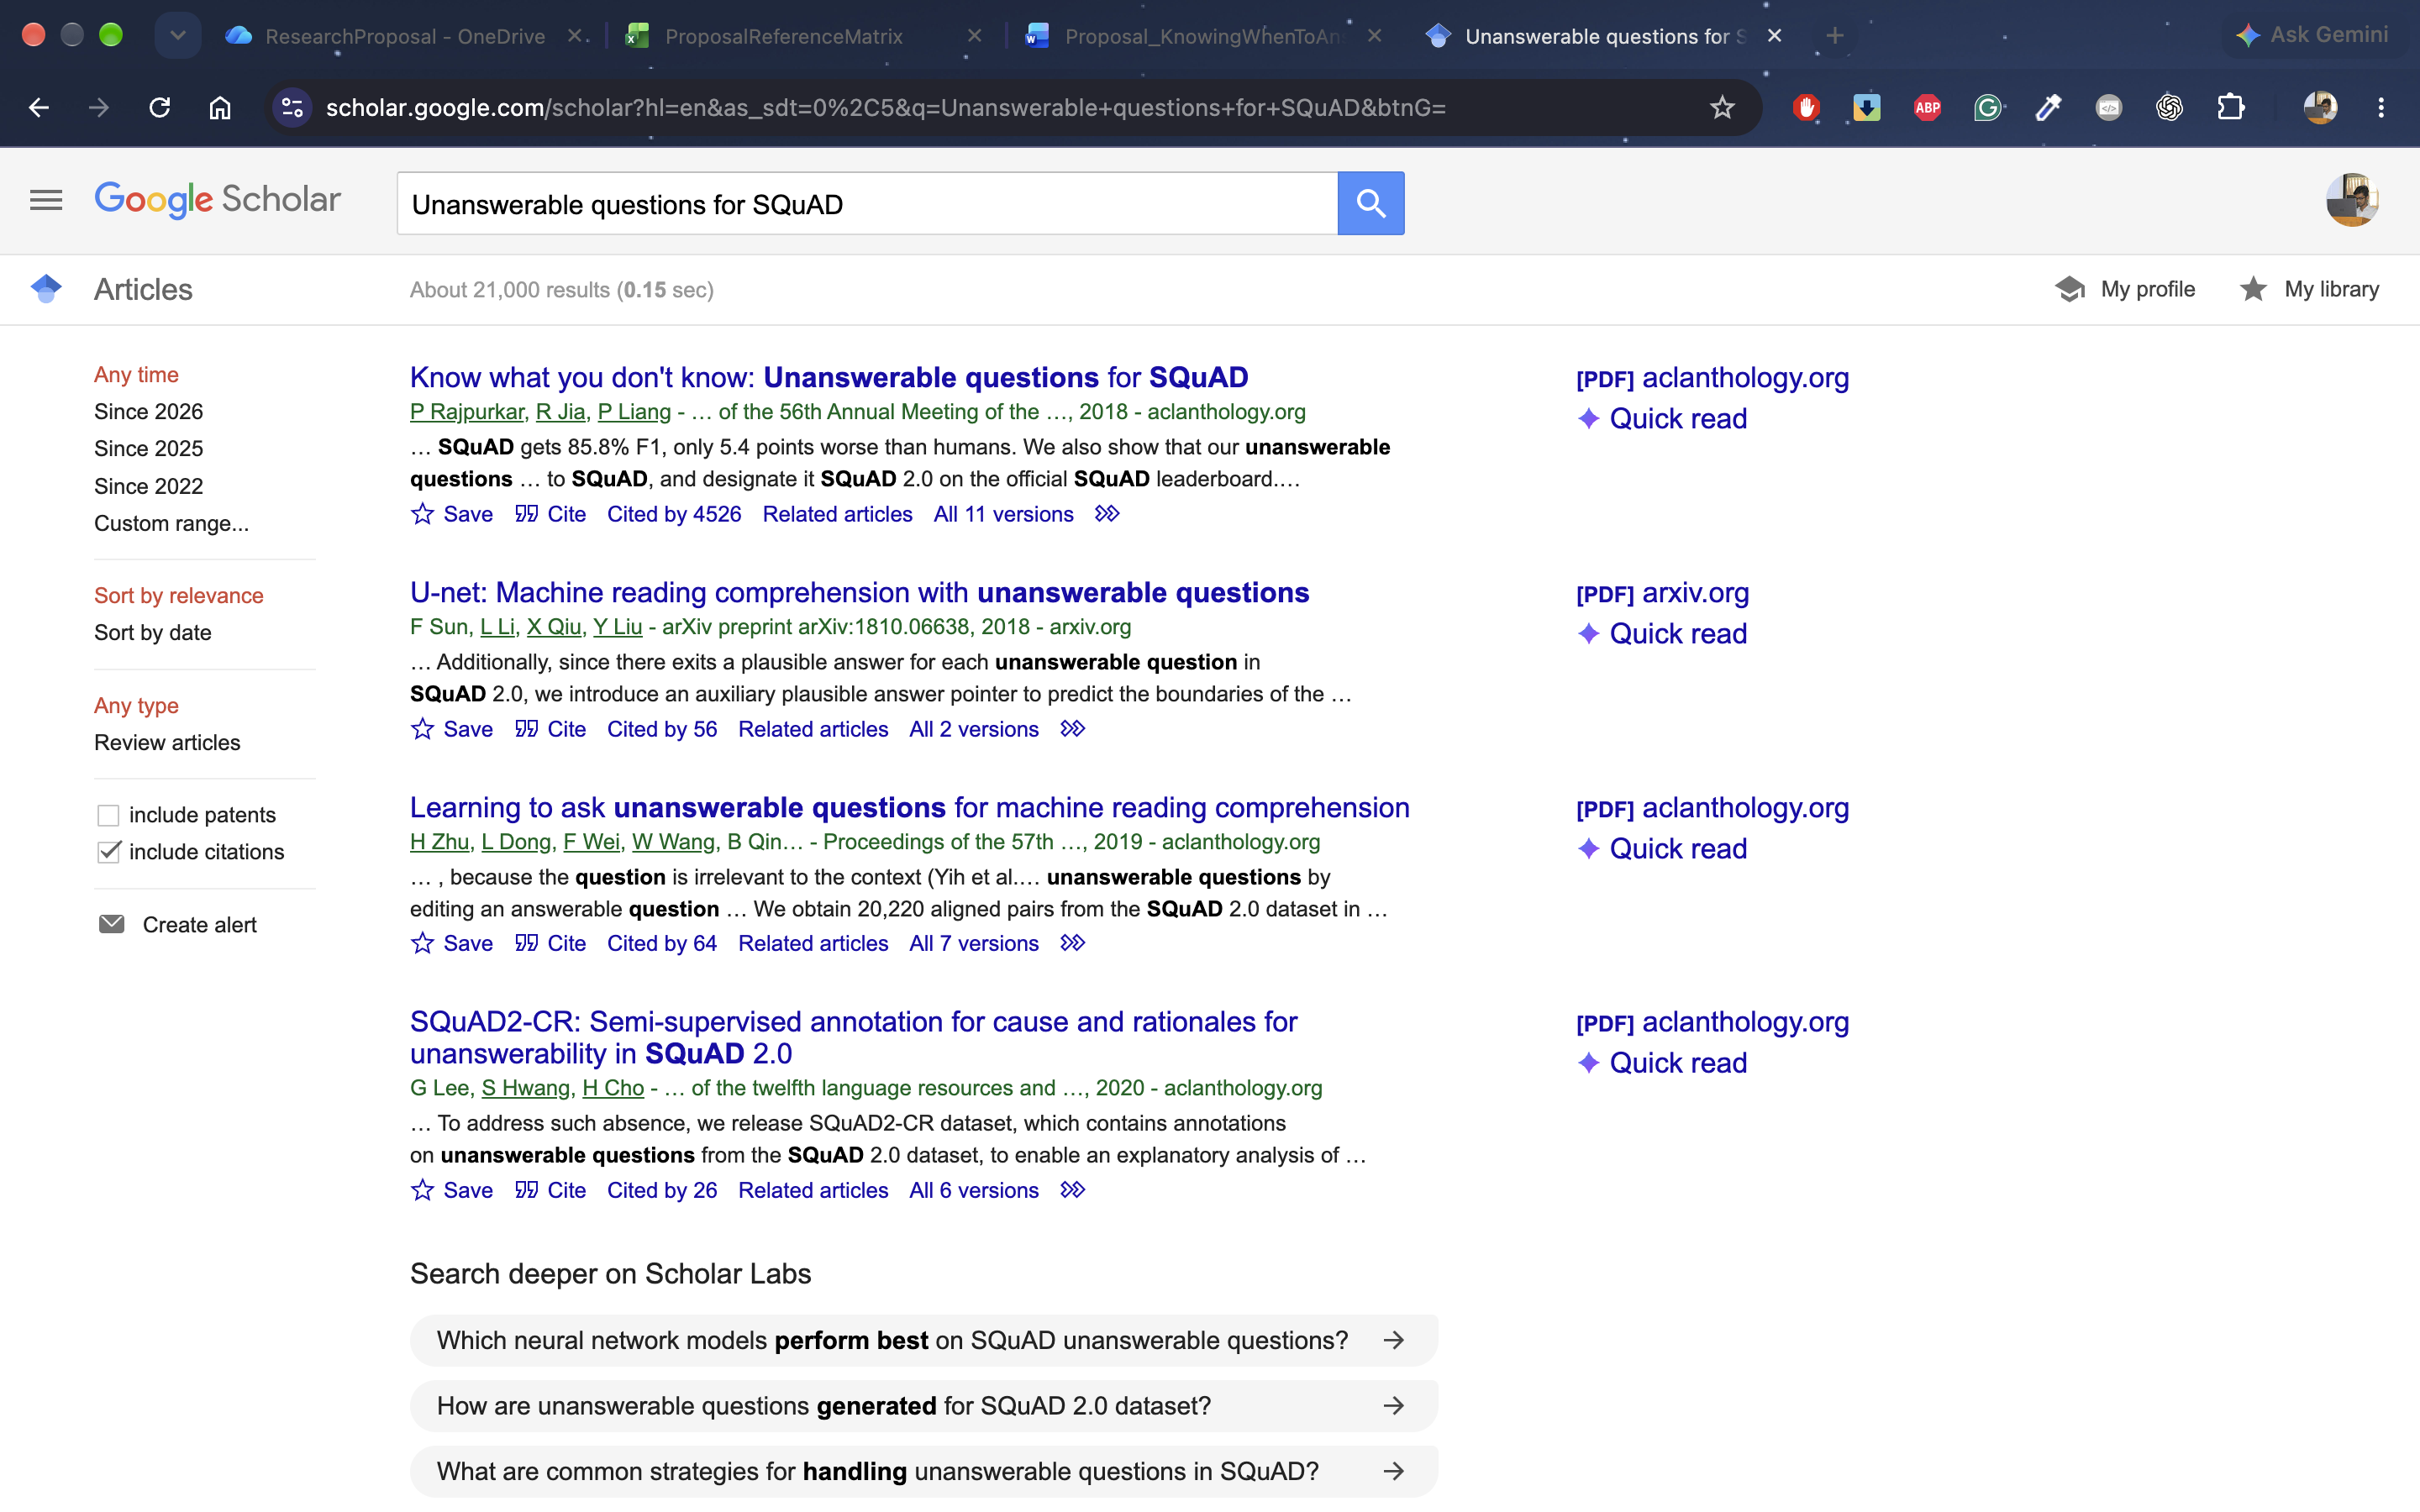 ResearchProposal - OneDrive
ProposalReferenceMatrix
Proposal_KnowingWhenToAn
Unanswerable questions for S
Ask Gemini
scholar.google.com/scholar?hl=en&as_sdt=0%2C5&q=Unanswerable+questions+for+SQuAD&btnG=
ABP
Google Scholar
Unanswerable questions for SQuAD
Articles
About 21,000 results (0.15 sec)
My profile
My library
Any time
Since 2026
Since 2025
Since 2022
Custom range...
Sort by relevance
Sort by date
Any type
Review articles
include patents
include citations
Create alert
Know what you don't know: Unanswerable questions for SQuAD
P Rajpurkar, R Jia, P Liang - … of the 56th Annual Meeting of the …, 2018 - aclanthology.org
… SQuAD gets 85.8% F1, only 5.4 points worse than humans. We also show that our unanswerable
questions … to SQuAD, and designate it SQuAD 2.0 on the official SQuAD leaderboard.…
Save Cite Cited by 4526 Related articles All 11 versions
[PDF] aclanthology.org
Quick read
U-net: Machine reading comprehension with unanswerable questions
F Sun, L Li, X Qiu, Y Liu - arXiv preprint arXiv:1810.06638, 2018 - arxiv.org
… Additionally, since there exits a plausible answer for each unanswerable question in
SQuAD 2.0, we introduce an auxiliary plausible answer pointer to predict the boundaries of the …
Save Cite Cited by 56 Related articles All 2 versions
[PDF] arxiv.org
Quick read
Learning to ask unanswerable questions for machine reading comprehension
H Zhu, L Dong, F Wei, W Wang, B Qin… - Proceedings of the 57th …, 2019 - aclanthology.org
… , because the question is irrelevant to the context (Yih et al.… unanswerable questions by
editing an answerable question … We obtain 20,220 aligned pairs from the SQuAD 2.0 dataset in …
Save Cite Cited by 64 Related articles All 7 versions
[PDF] aclanthology.org
Quick read
SQuAD2-CR: Semi-supervised annotation for cause and rationales for
unanswerability in SQuAD 2.0
G Lee, S Hwang, H Cho - … of the twelfth language resources and …, 2020 - aclanthology.org
… To address such absence, we release SQuAD2-CR dataset, which contains annotations
on unanswerable questions from the SQuAD 2.0 dataset, to enable an explanatory analysis of …
Save Cite Cited by 26 Related articles All 6 versions
[PDF] aclanthology.org
Quick read
Search deeper on Scholar Labs
Which neural network models perform best on SQuAD unanswerable questions?
How are unanswerable questions generated for SQuAD 2.0 dataset?
What are common strategies for handling unanswerable questions in SQuAD?